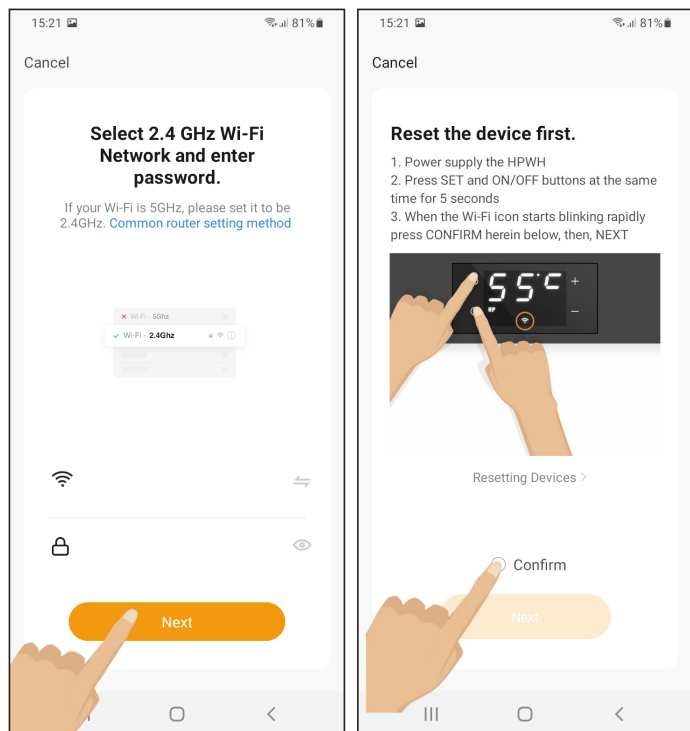 15:21
81%
Cancel
Select 2.4 GHz Wi-Fi
Network and enter
password.
If your Wi-Fi is 5GHz, please set it to be
2.4GHz. Common router setting method
Wi-Fi - 5Ghz
Wi-Fi - 2.4Ghz
Next
15:21
81%
Cancel
Reset the device first.
1. Power supply the HPWH
2. Press SET and ON/OFF buttons at the same
time for 5 seconds
3. When the Wi-Fi icon starts blinking rapidly
press CONFIRM herein below, then, NEXT
55°C
+
HP
−
Resetting Devices >
Confirm
Next